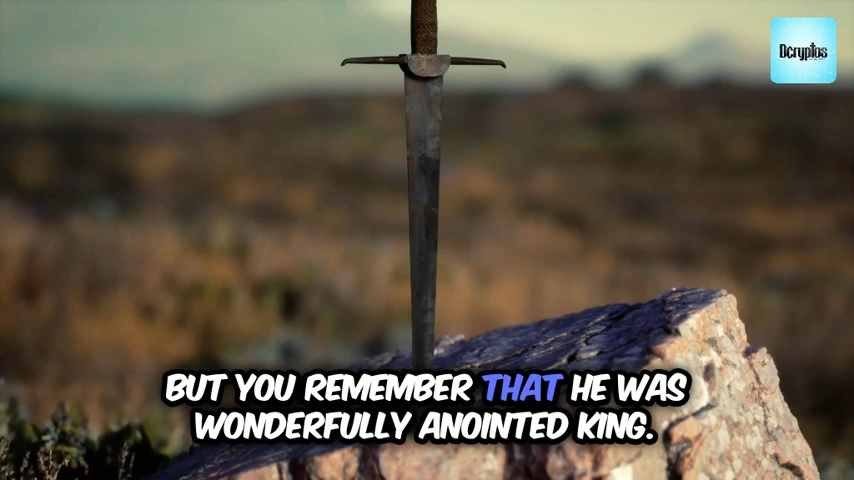 Dcryptos
BUT YOU REMEMBER THAT HE WAS
WONDERFULLY ANOINTED KING.